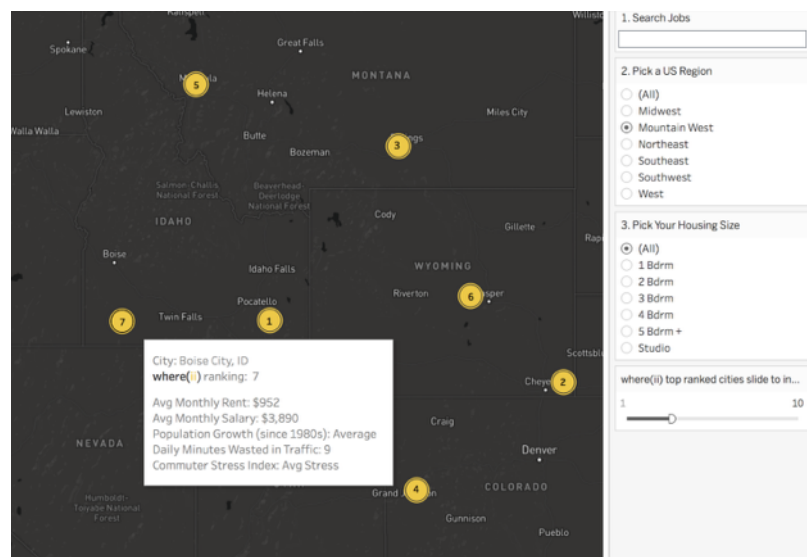 Kalispell
Williston
Spokane
Great Falls
MONTANA
5
Helena
Lewiston
Miles City
Walla Walla
Butte
3
Bozeman
Salmon-Challis
National Forest
Beaverhead-
Deerlodge
National Forest
IDAHO
Cody
Gillette
Boise
Idaho Falls
WYOMING
Pocatello
Riverton
6
7
Twin Falls
1
City: Boise City, ID
where(ii) ranking: 7
Avg Monthly Rent: $952
Avg Monthly Salary: $3,890
Population Growth (since 1980s): Average
Daily Minutes Wasted in Traffic: 9
Commuter Stress Index: Avg Stress
2
Craig
NEVADA
Denver
Humboldt-
Toiyabe National
Forest
4
COLORADO
Gunnison
Pueblo
1. Search Jobs
2. Pick a US Region
(All)
Midwest
Mountain West
Northeast
Southeast
Southwest
West
3. Pick Your Housing Size
(All)
1 Bdrm
2 Bdrm
3 Bdrm
4 Bdrm
5 Bdrm +
Studio
where(ii) top ranked cities slide to in...
1
10